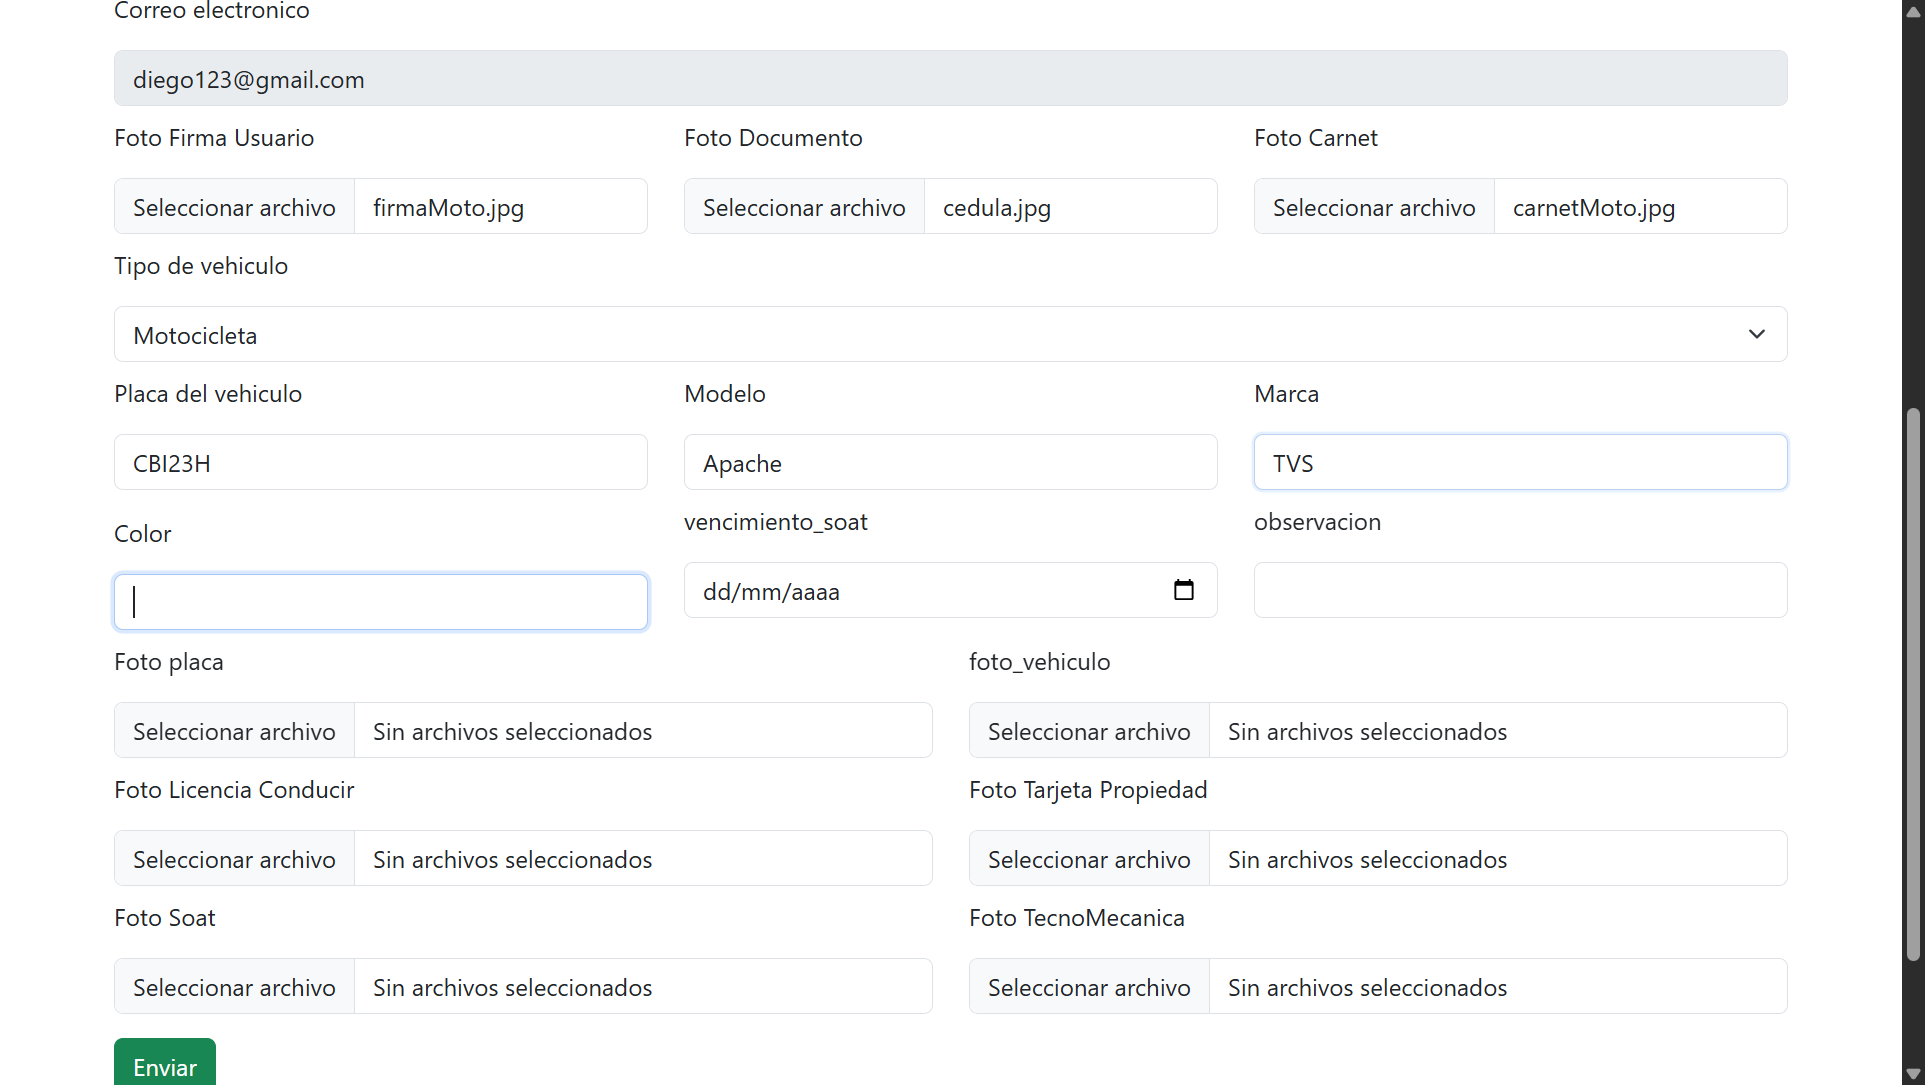 Correo electronico
diego123@gmail.com
Foto Firma Usuario
Foto Documento
Foto Carnet
Seleccionar archivo firmaMoto.jpg
Seleccionar archivo cedula.jpg
Seleccionar archivo carnetMoto.jpg
Tipo de vehiculo
Motocicleta
Placa del vehiculo
Modelo
Marca
CBI23H
Apache
TVS
Color
vencimiento_soat
observacion
dd/mm/aaaa
Foto placa
foto_vehiculo
Seleccionar archivo Sin archivos seleccionados
Seleccionar archivo Sin archivos seleccionados
Foto Licencia Conducir
Foto Tarjeta Propiedad
Seleccionar archivo Sin archivos seleccionados
Seleccionar archivo Sin archivos seleccionados
Foto Soat
Foto TecnoMecanica
Seleccionar archivo Sin archivos seleccionados
Seleccionar archivo Sin archivos seleccionados
Enviar